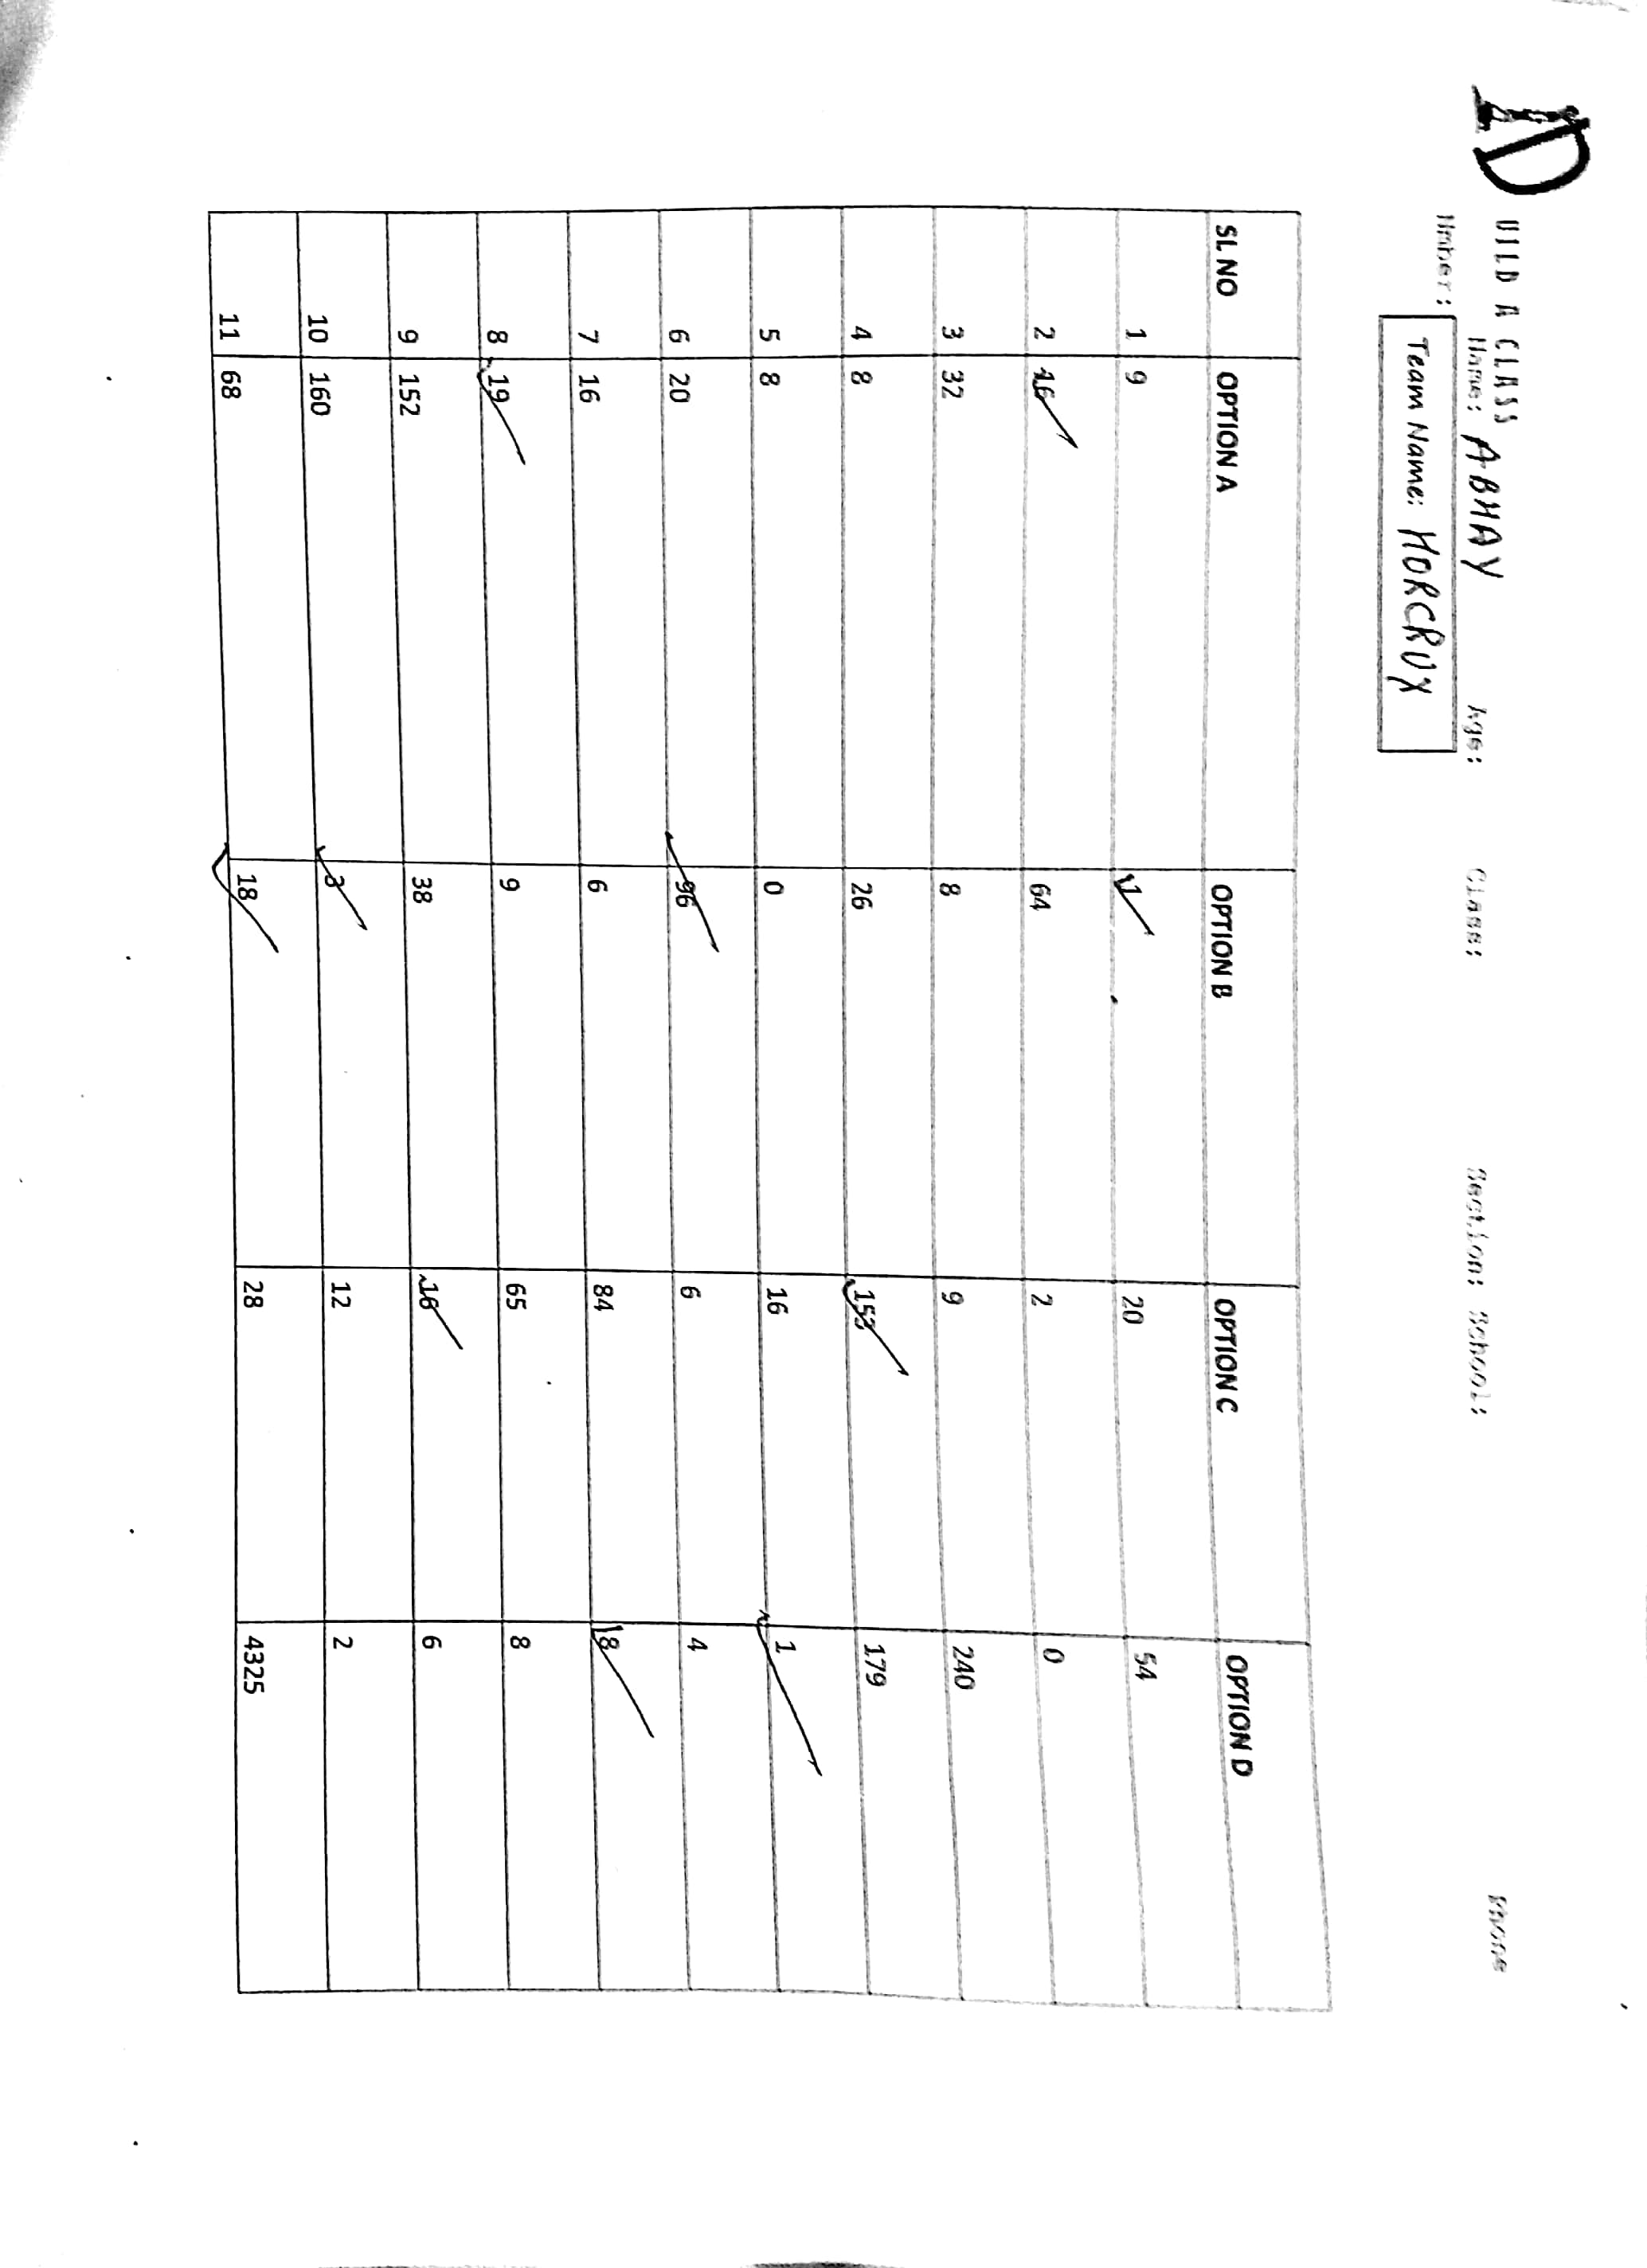 UILD A CLASS
Name: ABHAY Age: Class: Section: School: Phone
Nmber:
Team Name: HORCRUX
SL NO OPTION A OPTION B OPTION C OPTION D
1 9 1 20 54
2 16 64 2 0
3 32 8 9 240
4 8 26 153 179
5 8 0 16 1
6 20 96 6 4
7 16 6 84 8
8 19 9 65 8
9 152 38 16 6
10 160 3 12 2
11 68 18 28 4325